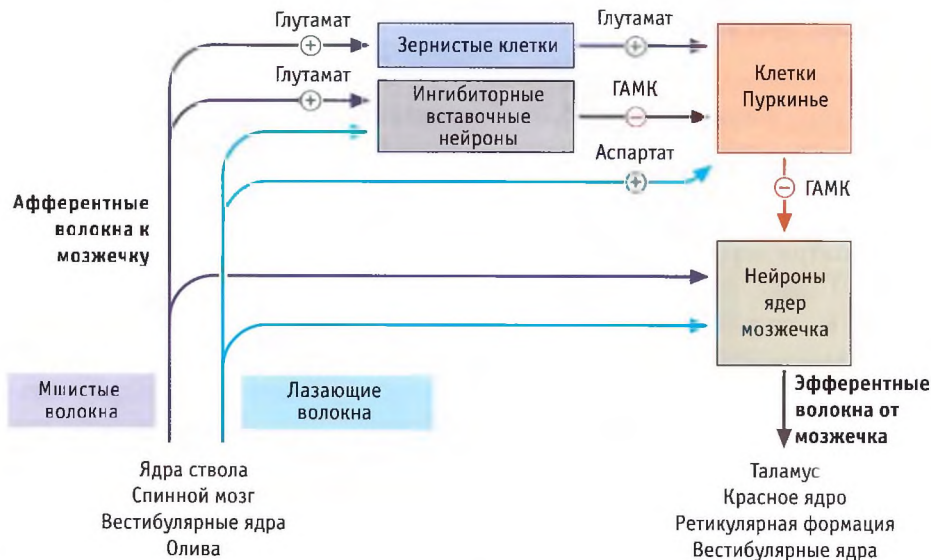 Глутамат
Зернистые клетки
Глутамат
Клетки
Пуркинье
Глутамат
Ингибиторные
вставочные
нейроны
ГАМК
Аспартат
ГАМК
Афферентные
волокна к
мозжечку
Нейроны
ядер
мозжечка
Мшистые
волокна
Лазающие
волокна
Эфферентные
волокна от
мозжечка
Ядра ствола
Спинной мозг
Вестибулярные ядра
Олива
Таламус
Красное ядро
Ретикулярная формация
Вестибулярные ядра